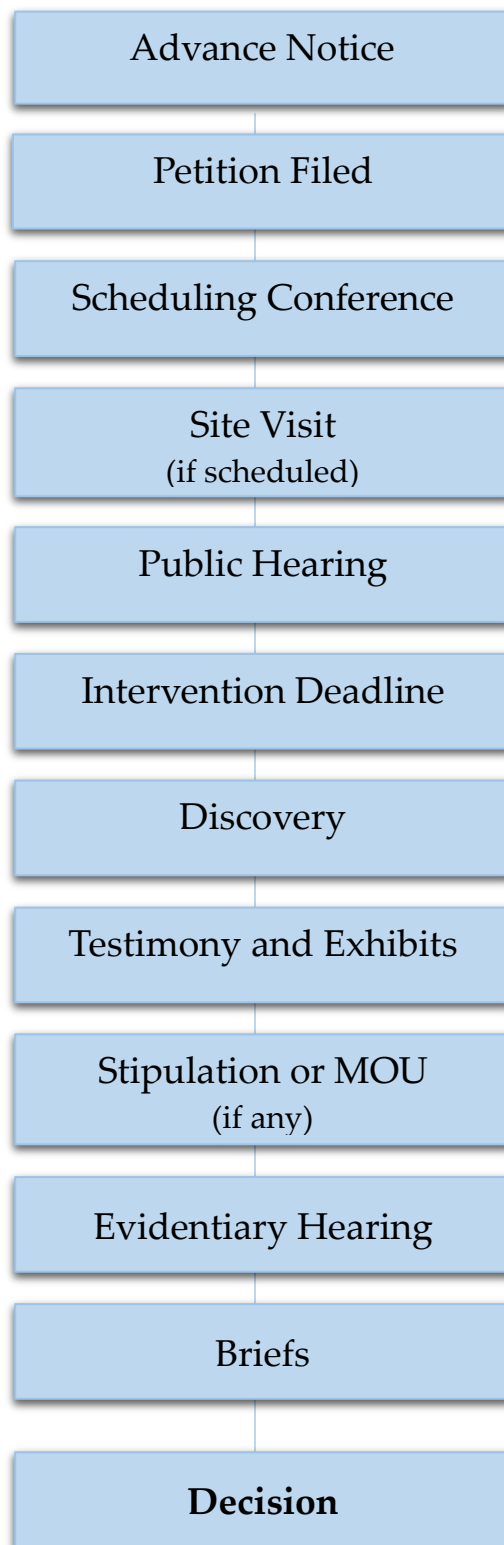 Advance Notice
Petition Filed
Scheduling Conference
Site Visit
(if scheduled)
Public Hearing
Intervention Deadline
Discovery
Testimony and Exhibits
Stipulation or MOU
(if any)
Evidentiary Hearing
Briefs
Decision